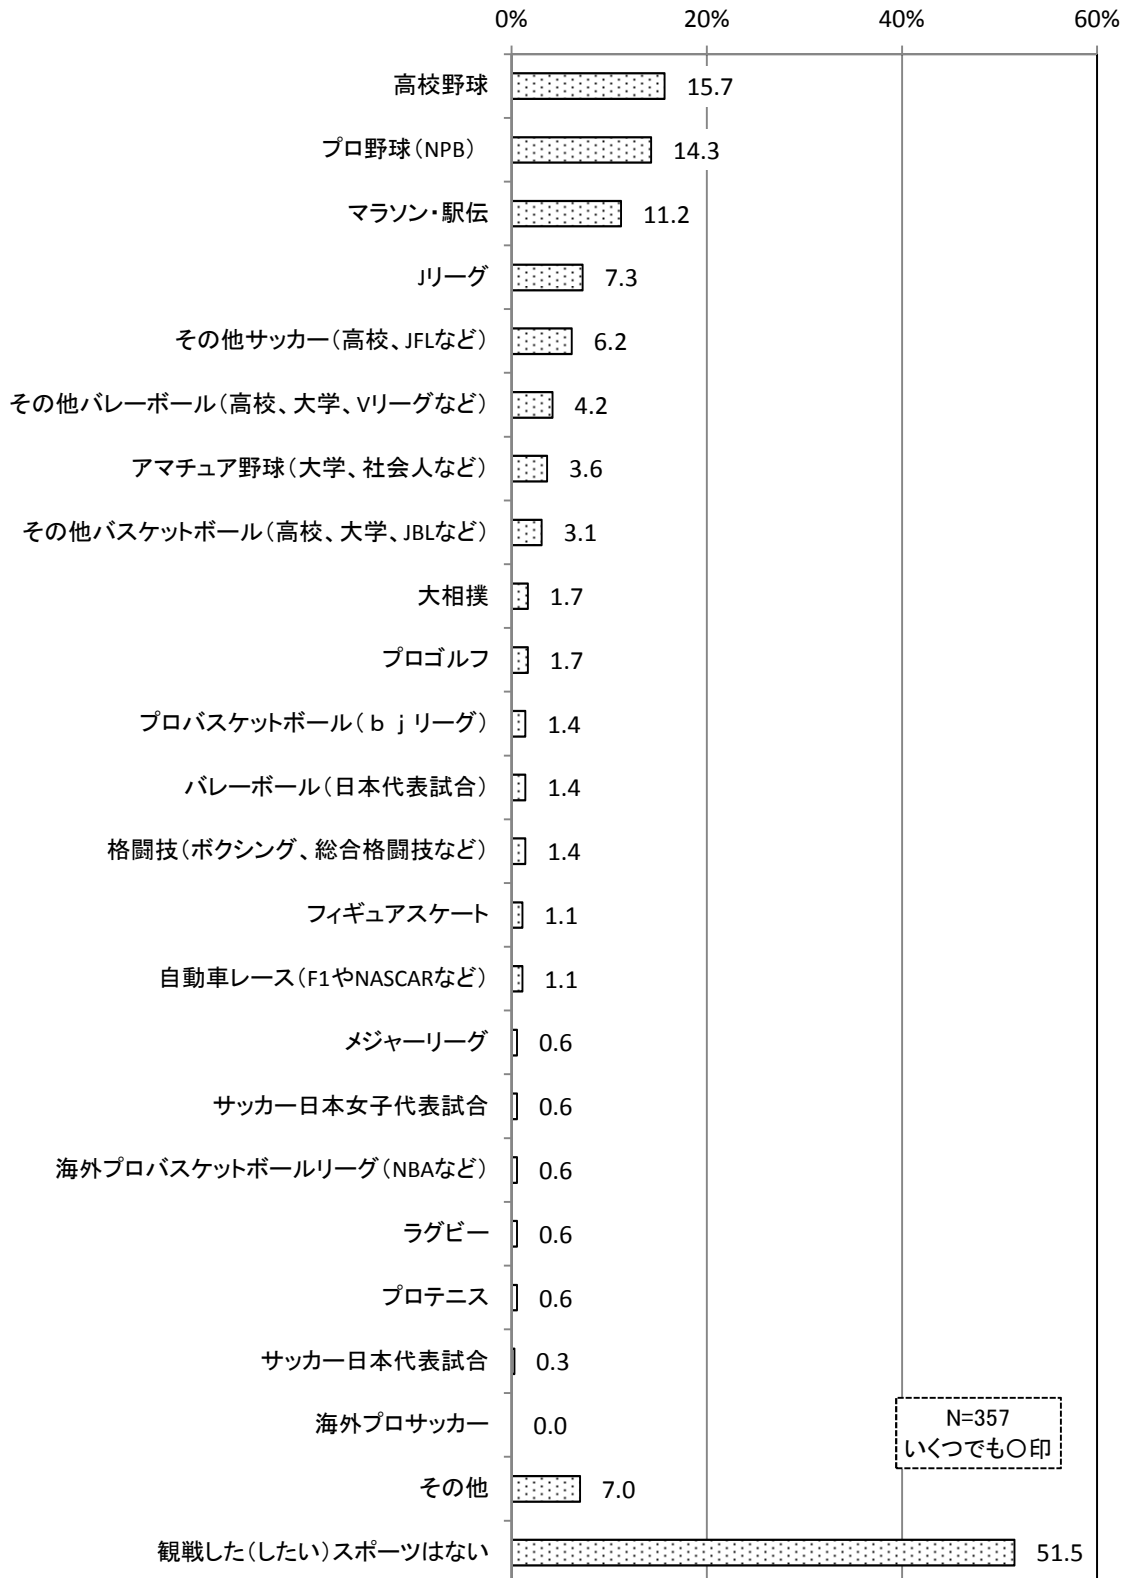 0% 20% 40% 60%
高校野球 15.7
プロ野球(NPB) 14.3
マラソン・駅伝 11.2
Jリーグ 7.3
その他サッカー(高校、JFLなど) 6.2
その他バレーボール(高校、大学、Vリーグなど) 4.2
アマチュア野球(大学、社会人など) 3.6
その他バスケットボール(高校、大学、JBLなど) 3.1
大相撲 1.7
プロゴルフ 1.7
プロバスケットボール(bjリーグ) 1.4
バレーボール(日本代表試合) 1.4
格闘技(ボクシング、総合格闘技など) 1.4
フィギュアスケート 1.1
自動車レース(F1やNASCARなど) 1.1
メジャーリーグ 0.6
サッカー日本女子代表試合 0.6
海外プロバスケットボールリーグ(NBAなど) 0.6
ラグビー 0.6
プロテニス 0.6
サッカー日本代表試合 0.3
海外プロサッカー 0.0
N=357
いくつでも○印
その他 7.0
観戦した(したい)スポーツはない 51.5